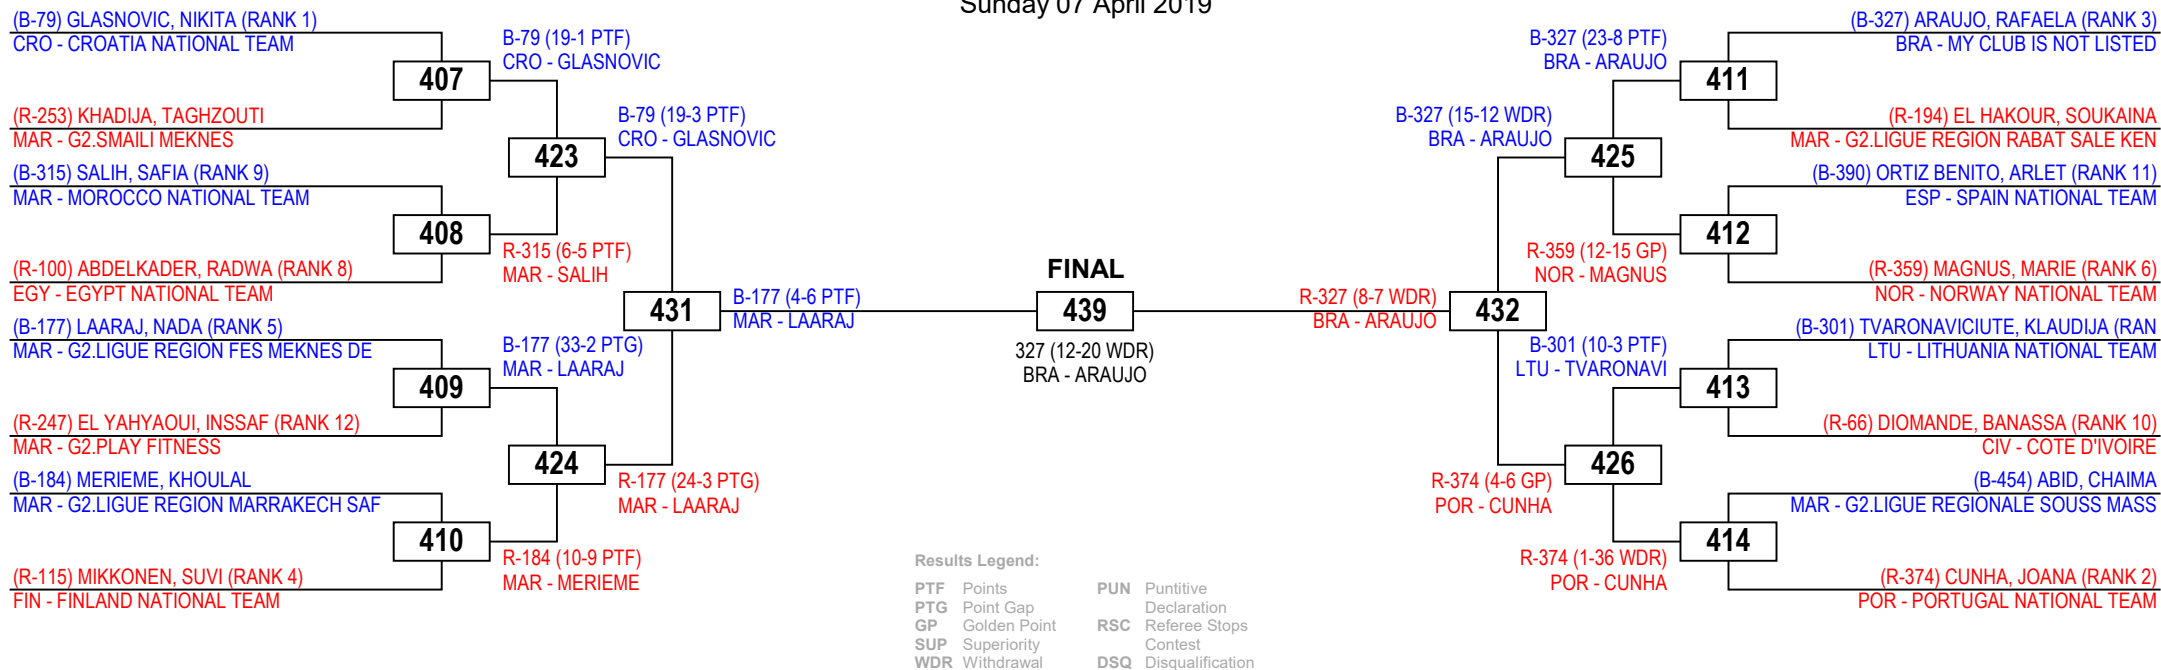 Sunday 07 April 2019
(B-79) GLASNOVIC, NIKITA (RANK 1)
CRO - CROATIA NATIONAL TEAM
407
(R-253) KHADIJA, TAGHZOUTI
MAR - G2.SMAILI MEKNES
B-79 (19-1 PTF)
CRO - GLASNOVIC
423
(B-315) SALIH, SAFIA (RANK 9)
MAR - MOROCCO NATIONAL TEAM
408
(R-100) ABDELKADER, RADWA (RANK 8)
EGY - EGYPT NATIONAL TEAM
R-315 (6-5 PTF)
MAR - SALIH
B-79 (19-3 PTF)
CRO - GLASNOVIC
431
(B-177) LAARAJ, NADA (RANK 5)
MAR - G2.LIGUE REGION FES MEKNES DE
409
(R-247) EL YAHYAOUI, INSSAF (RANK 12)
MAR - G2.PLAY FITNESS
B-177 (33-2 PTG)
MAR - LAARAJ
424
(B-184) MERIEME, KHOULAL
MAR - G2.LIGUE REGION MARRAKECH SAF
410
(R-115) MIKKONEN, SUVI (RANK 4)
FIN - FINLAND NATIONAL TEAM
R-184 (10-9 PTF)
MAR - MERIEME
R-177 (24-3 PTG)
MAR - LAARAJ
B-177 (4-6 PTF)
MAR - LAARAJ
FINAL
439
327 (12-20 WDR)
BRA - ARAUJO
R-327 (8-7 WDR)
BRA - ARAUJO
432
B-327 (15-12 WDR)
BRA - ARAUJO
425
B-327 (23-8 PTF)
BRA - ARAUJO
411
(B-327) ARAUJO, RAFAELA (RANK 3)
BRA - MY CLUB IS NOT LISTED
(R-194) EL HAKOUR, SOUKAINA
MAR - G2.LIGUE REGION RABAT SALE KEN
R-359 (12-15 GP)
NOR - MAGNUS
412
(B-390) ORTIZ BENITO, ARLET (RANK 11)
ESP - SPAIN NATIONAL TEAM
(R-359) MAGNUS, MARIE (RANK 6)
NOR - NORWAY NATIONAL TEAM
R-374 (4-6 GP)
POR - CUNHA
426
B-301 (10-3 PTF)
LTU - TVARONAVI
413
(B-301) TVARONAVICIUTE, KLAUDIJA (RAN
LTU - LITHUANIA NATIONAL TEAM
(R-66) DIOMANDE, BANASSA (RANK 10)
CIV - COTE D'IVOIRE
R-374 (1-36 WDR)
POR - CUNHA
414
(B-454) ABID, CHAIMA
MAR - G2.LIGUE REGIONALE SOUSS MASS
(R-374) CUNHA, JOANA (RANK 2)
POR - PORTUGAL NATIONAL TEAM
Results Legend:
PTF Points
PTG Point Gap
GP Golden Point
SUP Superiority
WDR Withdrawal
PUN Puntitive
Declaration
RSC Referee Stops
Contest
DSQ Disqualification